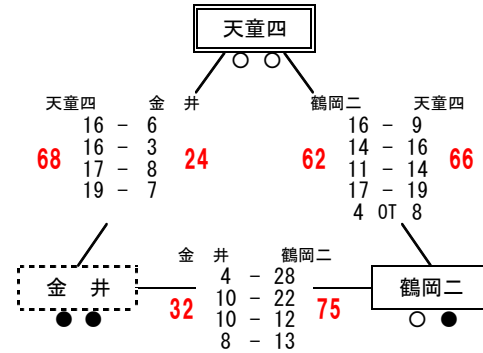 天童四
○ ○
天童四 金 井
16 - 6
16 - 3
68 24
17 - 8
19 - 7
鶴岡二 天童四
16 - 9
14 - 16
62 66
11 - 14
17 - 19
4 OT 8
金 井 鶴岡二
4 - 28
10 - 22
32 75
10 - 12
8 - 13
金 井
● ●
鶴岡二
○ ●